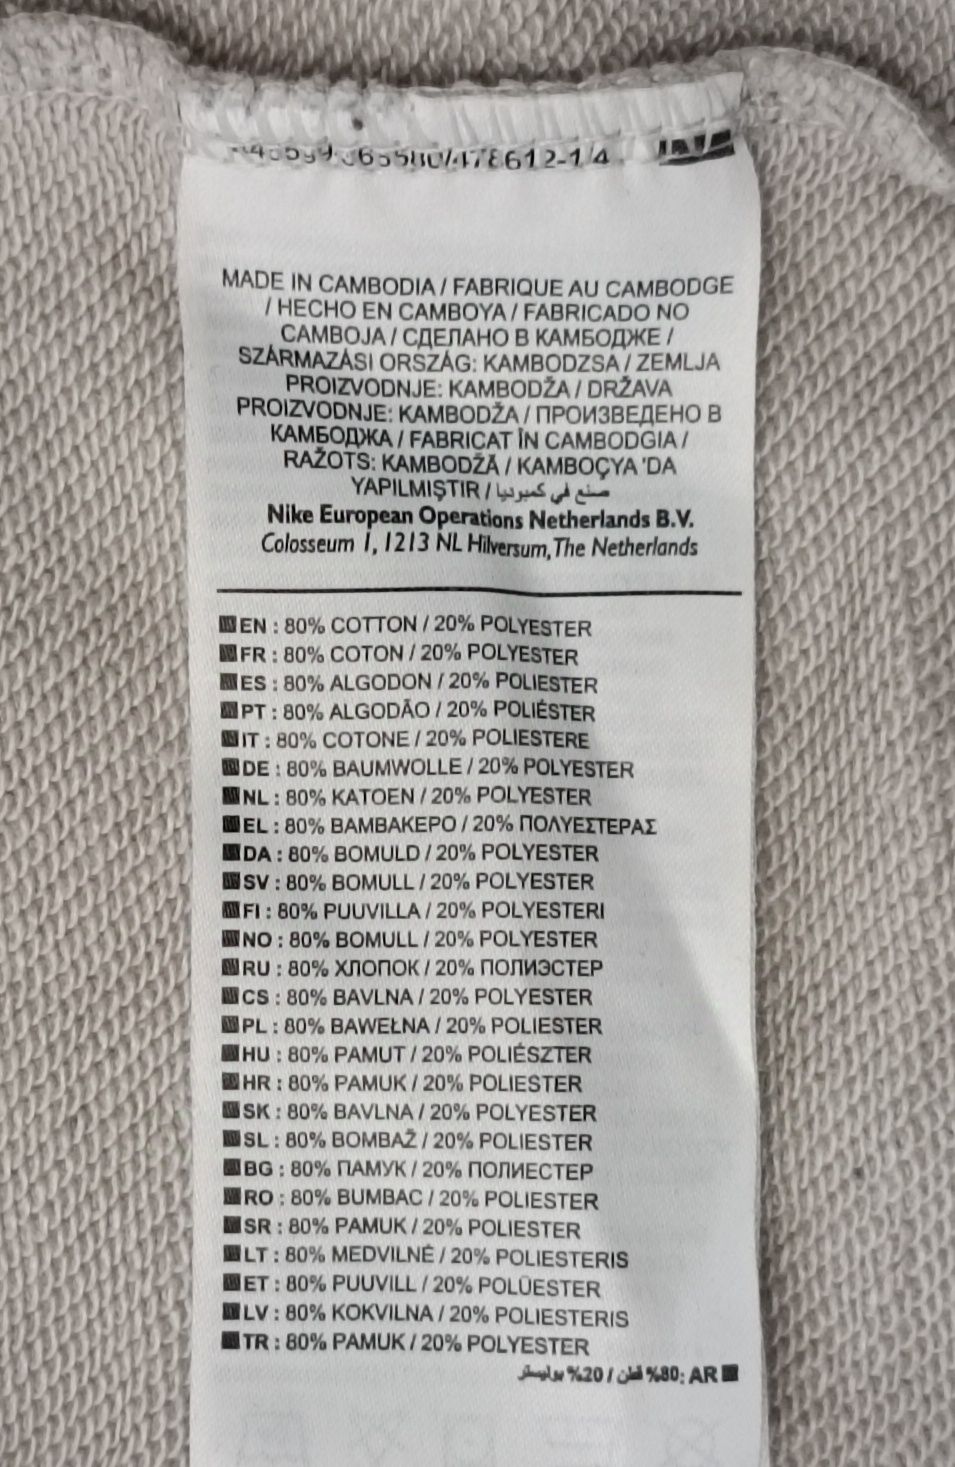 MADE IN CAMBODIA / FABRIQUE AU CAMBODGE
/ HECHO EN CAMBOYA / FABRICADO NO
CAMBOJA / СДЕЛАНО В КАМБОДЖЕ /
SZÁRMAZÁSI ORSZÁG: KAMBODZSA / ZEMLJA
PROIZVODNJE: KAMBODŽA / DRŽAVA
PROIZVODNJE: KAMBODŽA / ПРОИЗВЕДЕНО В
КАМБОДЖА / FABRICAT ÎN CAMBODGIA /
RAŽOTS: KAMBODŽĀ / KAMBOÇYA 'DA
YAPILMIŞTIR / صنع في كمبوديا
Nike European Operations Netherlands B.V.
Colosseum 1, 1213 NL Hilversum, The Netherlands
EN : 80% COTTON / 20% POLYESTER
FR : 80% COTON / 20% POLYESTER
ES : 80% ALGODON / 20% POLIESTER
PT : 80% ALGODÃO / 20% POLIÉSTER
IT : 80% COTONE / 20% POLIESTERE
DE : 80% BAUMWOLLE / 20% POLYESTER
NL : 80% KATOEN / 20% POLYESTER
EL : 80% ΒΑΜΒΑΚΕΡΟ / 20% ΠΟΛΥΕΣΤΕΡΑΣ
DA : 80% BOMULD / 20% POLYESTER
SV : 80% BOMULL / 20% POLYESTER
FI : 80% PUUVILLA / 20% POLYESTERI
NO : 80% BOMULL / 20% POLYESTER
RU : 80% ХЛОПОК / 20% ПОЛИЭСТЕР
CS : 80% BAVLNA / 20% POLYESTER
PL : 80% BAWEŁNA / 20% POLIESTER
HU : 80% PAMUT / 20% POLIÉSZTER
HR : 80% PAMUK / 20% POLIESTER
SK : 80% BAVLNA / 20% POLYESTER
SL : 80% BOMBAŽ / 20% POLIESTER
BG : 80% ПАМУК / 20% ПОЛИЕСТЕР
RO : 80% BUMBAC / 20% POLIESTER
SR : 80% PAMUK / 20% POLIESTER
LT : 80% MEDVILNĖ / 20% POLIESTERIS
ET : 80% PUUVILL / 20% POLÜESTER
LV : 80% KOKVILNA / 20% POLIESTERIS
TR : 80% PAMUK / 20% POLYESTER
AR :80% قطن / 20% بوليستر